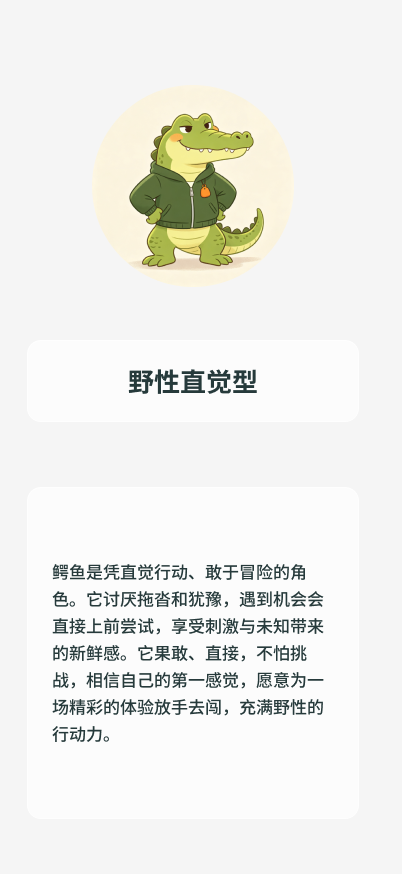 野性直觉型
鳄鱼是凭直觉行动、敢于冒险的角
色。它讨厌拖沓和犹豫，遇到机会会
直接上前尝试，享受刺激与未知带来
的新鲜感。它果敢、直接，不怕挑
战，相信自己的第一感觉，愿意为一
场精彩的体验放手去闯，充满野性的
行动力。